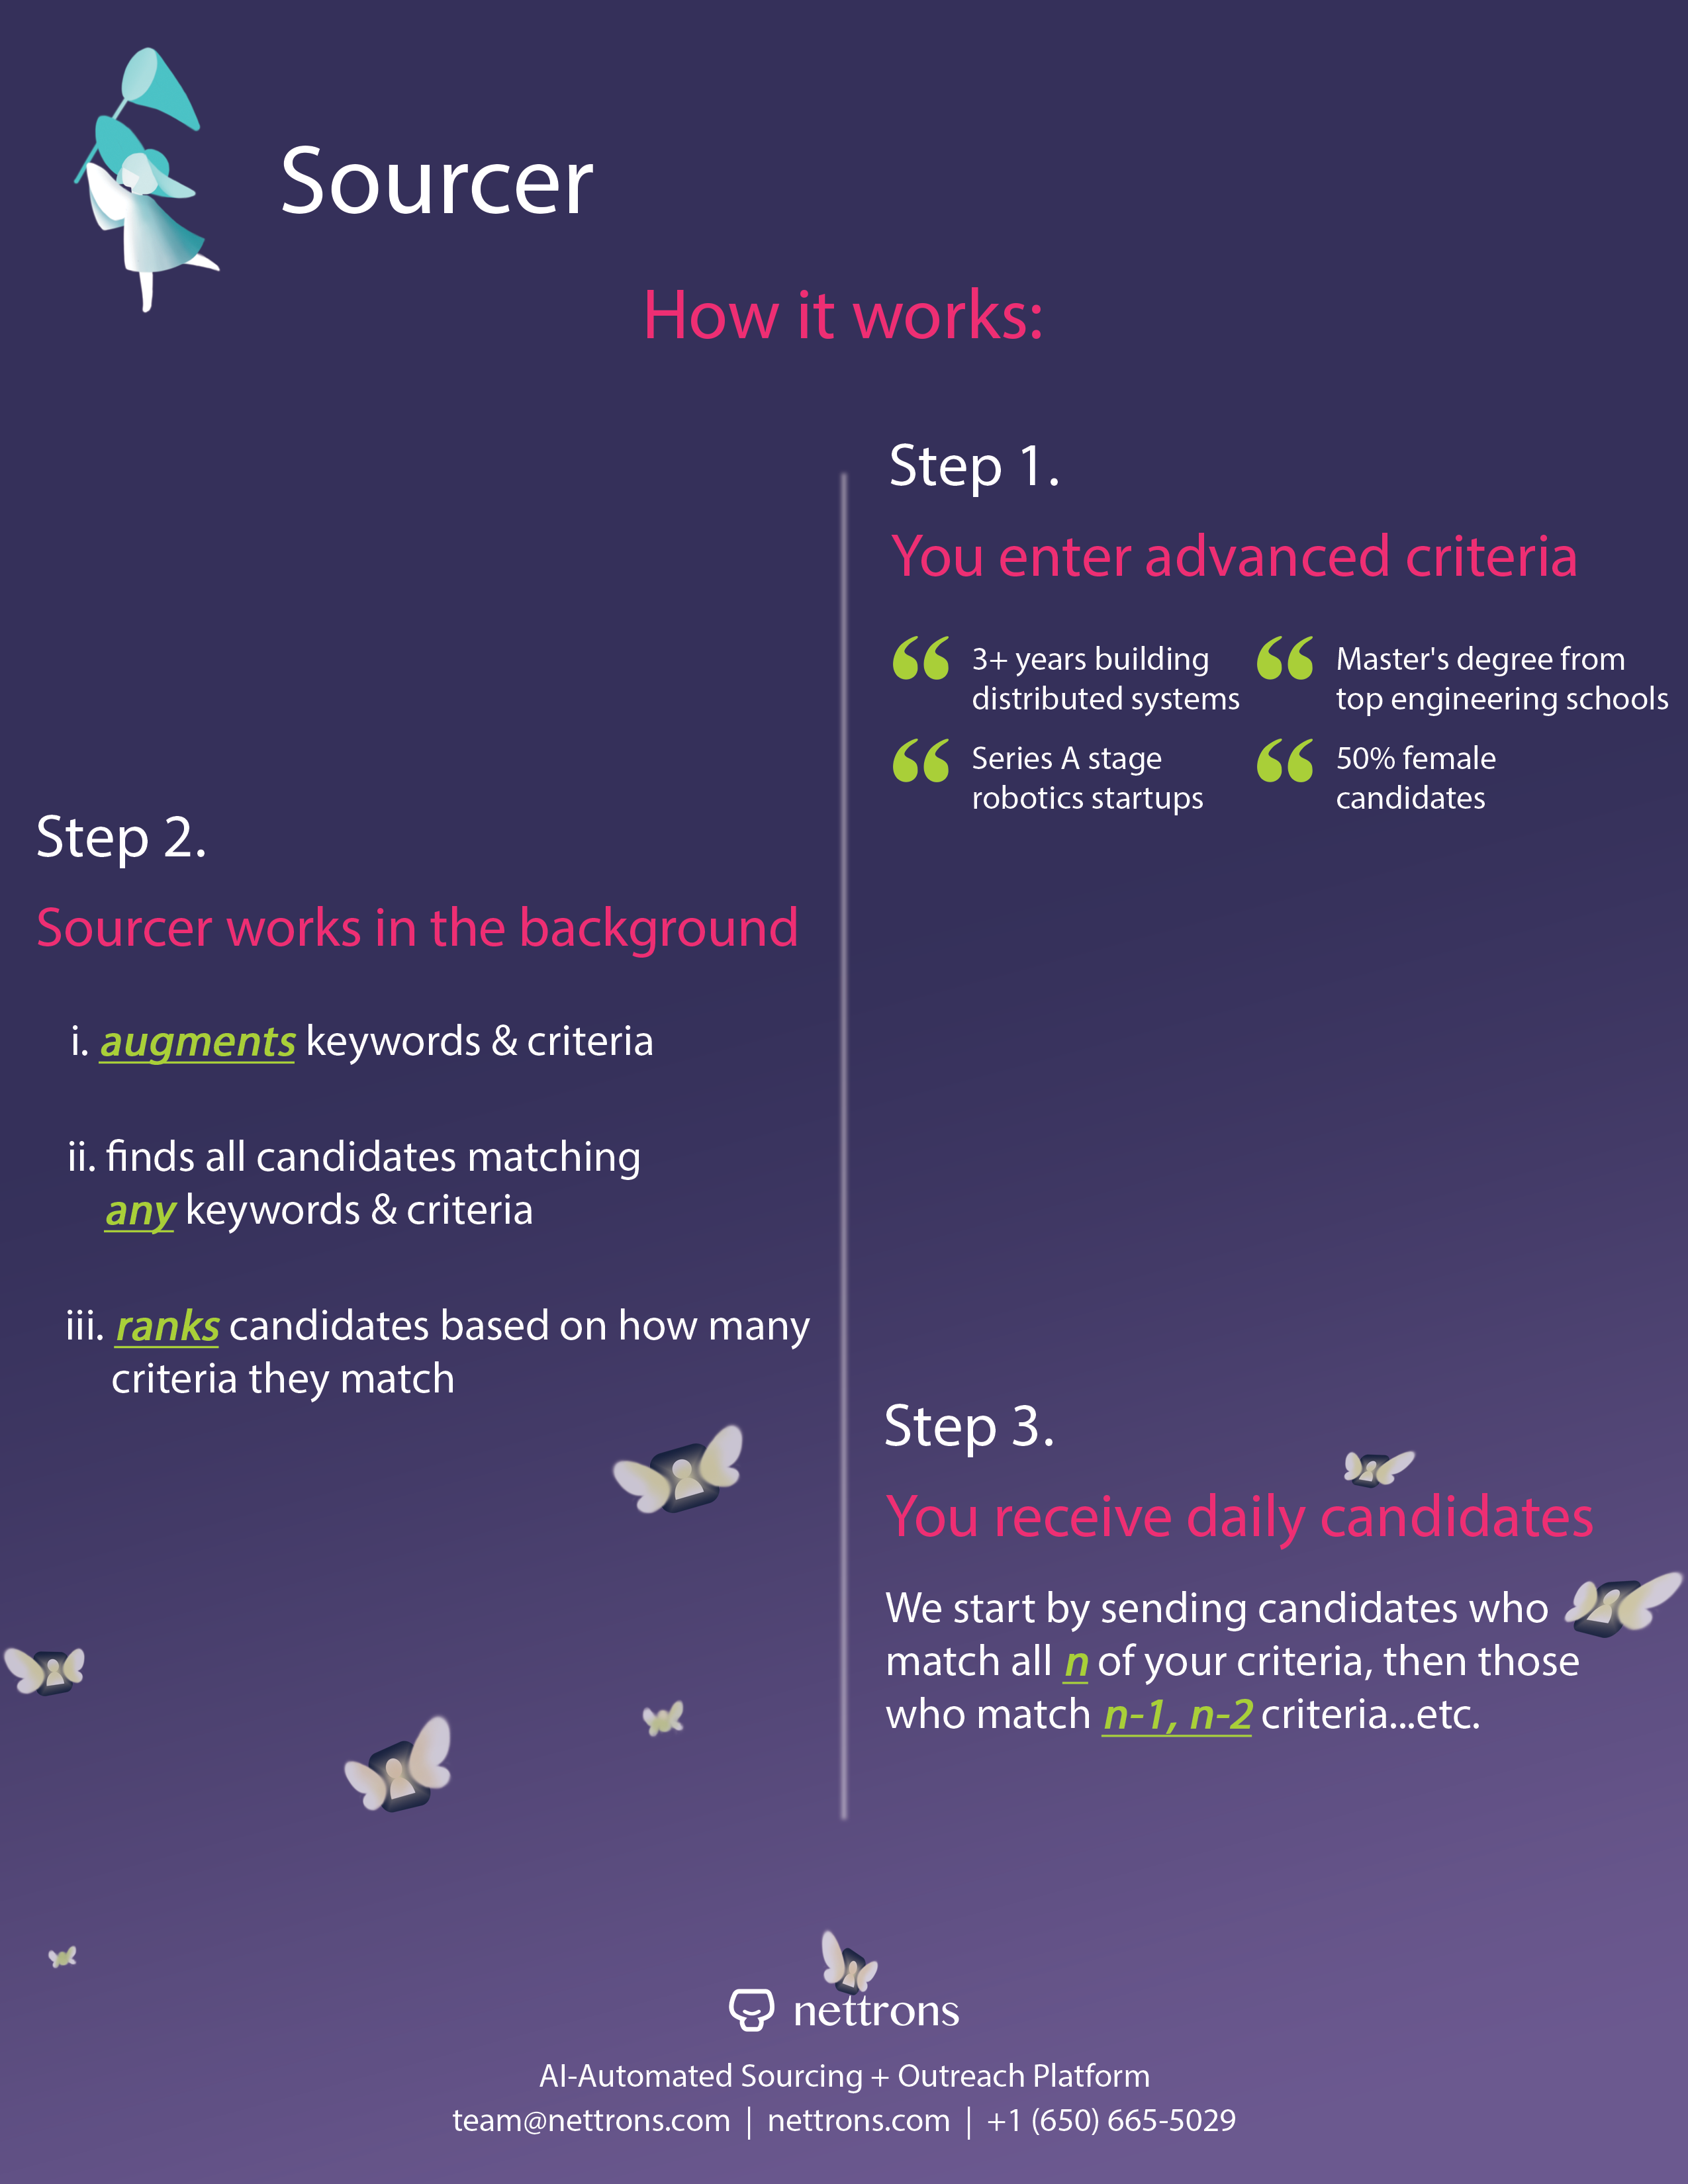 Sourcer
How it works:
Step 1.
You enter advanced criteria
3+ years building
distributed systems
Master's degree from
top engineering schools
Series A stage
robotics startups
50% female
candidates
Step 2.
Sourcer works in the background
i. augments keywords & criteria
ii. finds all candidates matching
any keywords & criteria
iii. ranks candidates based on how many
criteria they match
Step 3.
You receive daily candidates
We start by sending candidates who
match all n of your criteria, then those
who match n-1, n-2 criteria...etc.
nettrons
AI-Automated Sourcing + Outreach Platform
team@nettrons.com | nettrons.com | +1 (650) 665-5029